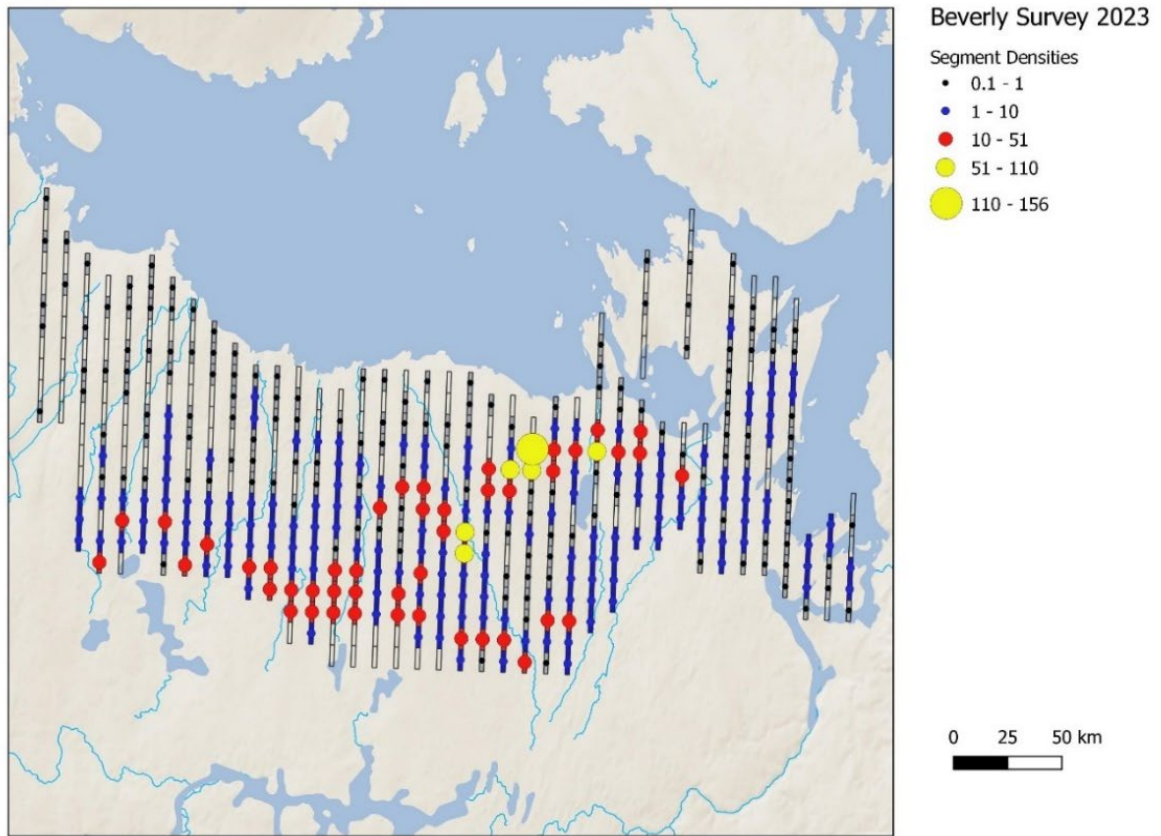 Beverly Survey 2023
Segment Densities
0.1 - 1
1 - 10
10 - 51
51 - 110
110 - 156
0 25 50 km